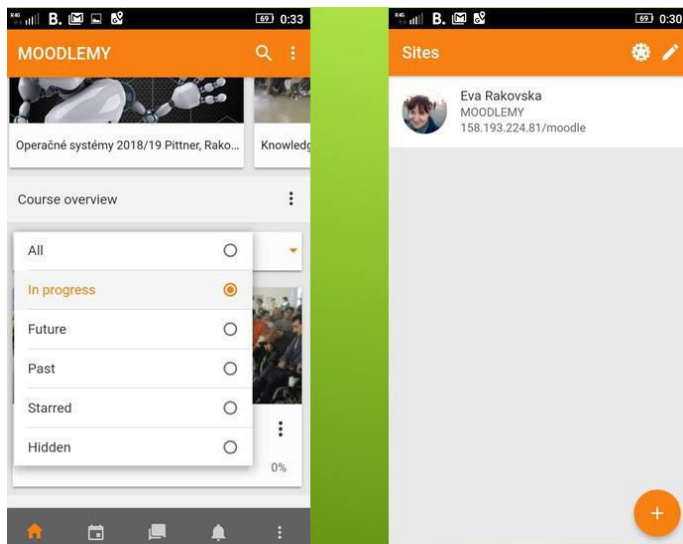 B. 69 0:33
MOODLEMY
Operačné systémy 2018/19 Pittner, Rako...
Knowledg
Course overview
All
In progress
Future
Past
Starred
Hidden
0%
B. 69 0:30
Sites
Eva Rakovska
MOODLEMY
158.193.224.81/moodle